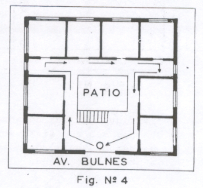 PATIO
AV. BULNES
Fig. Nº 4